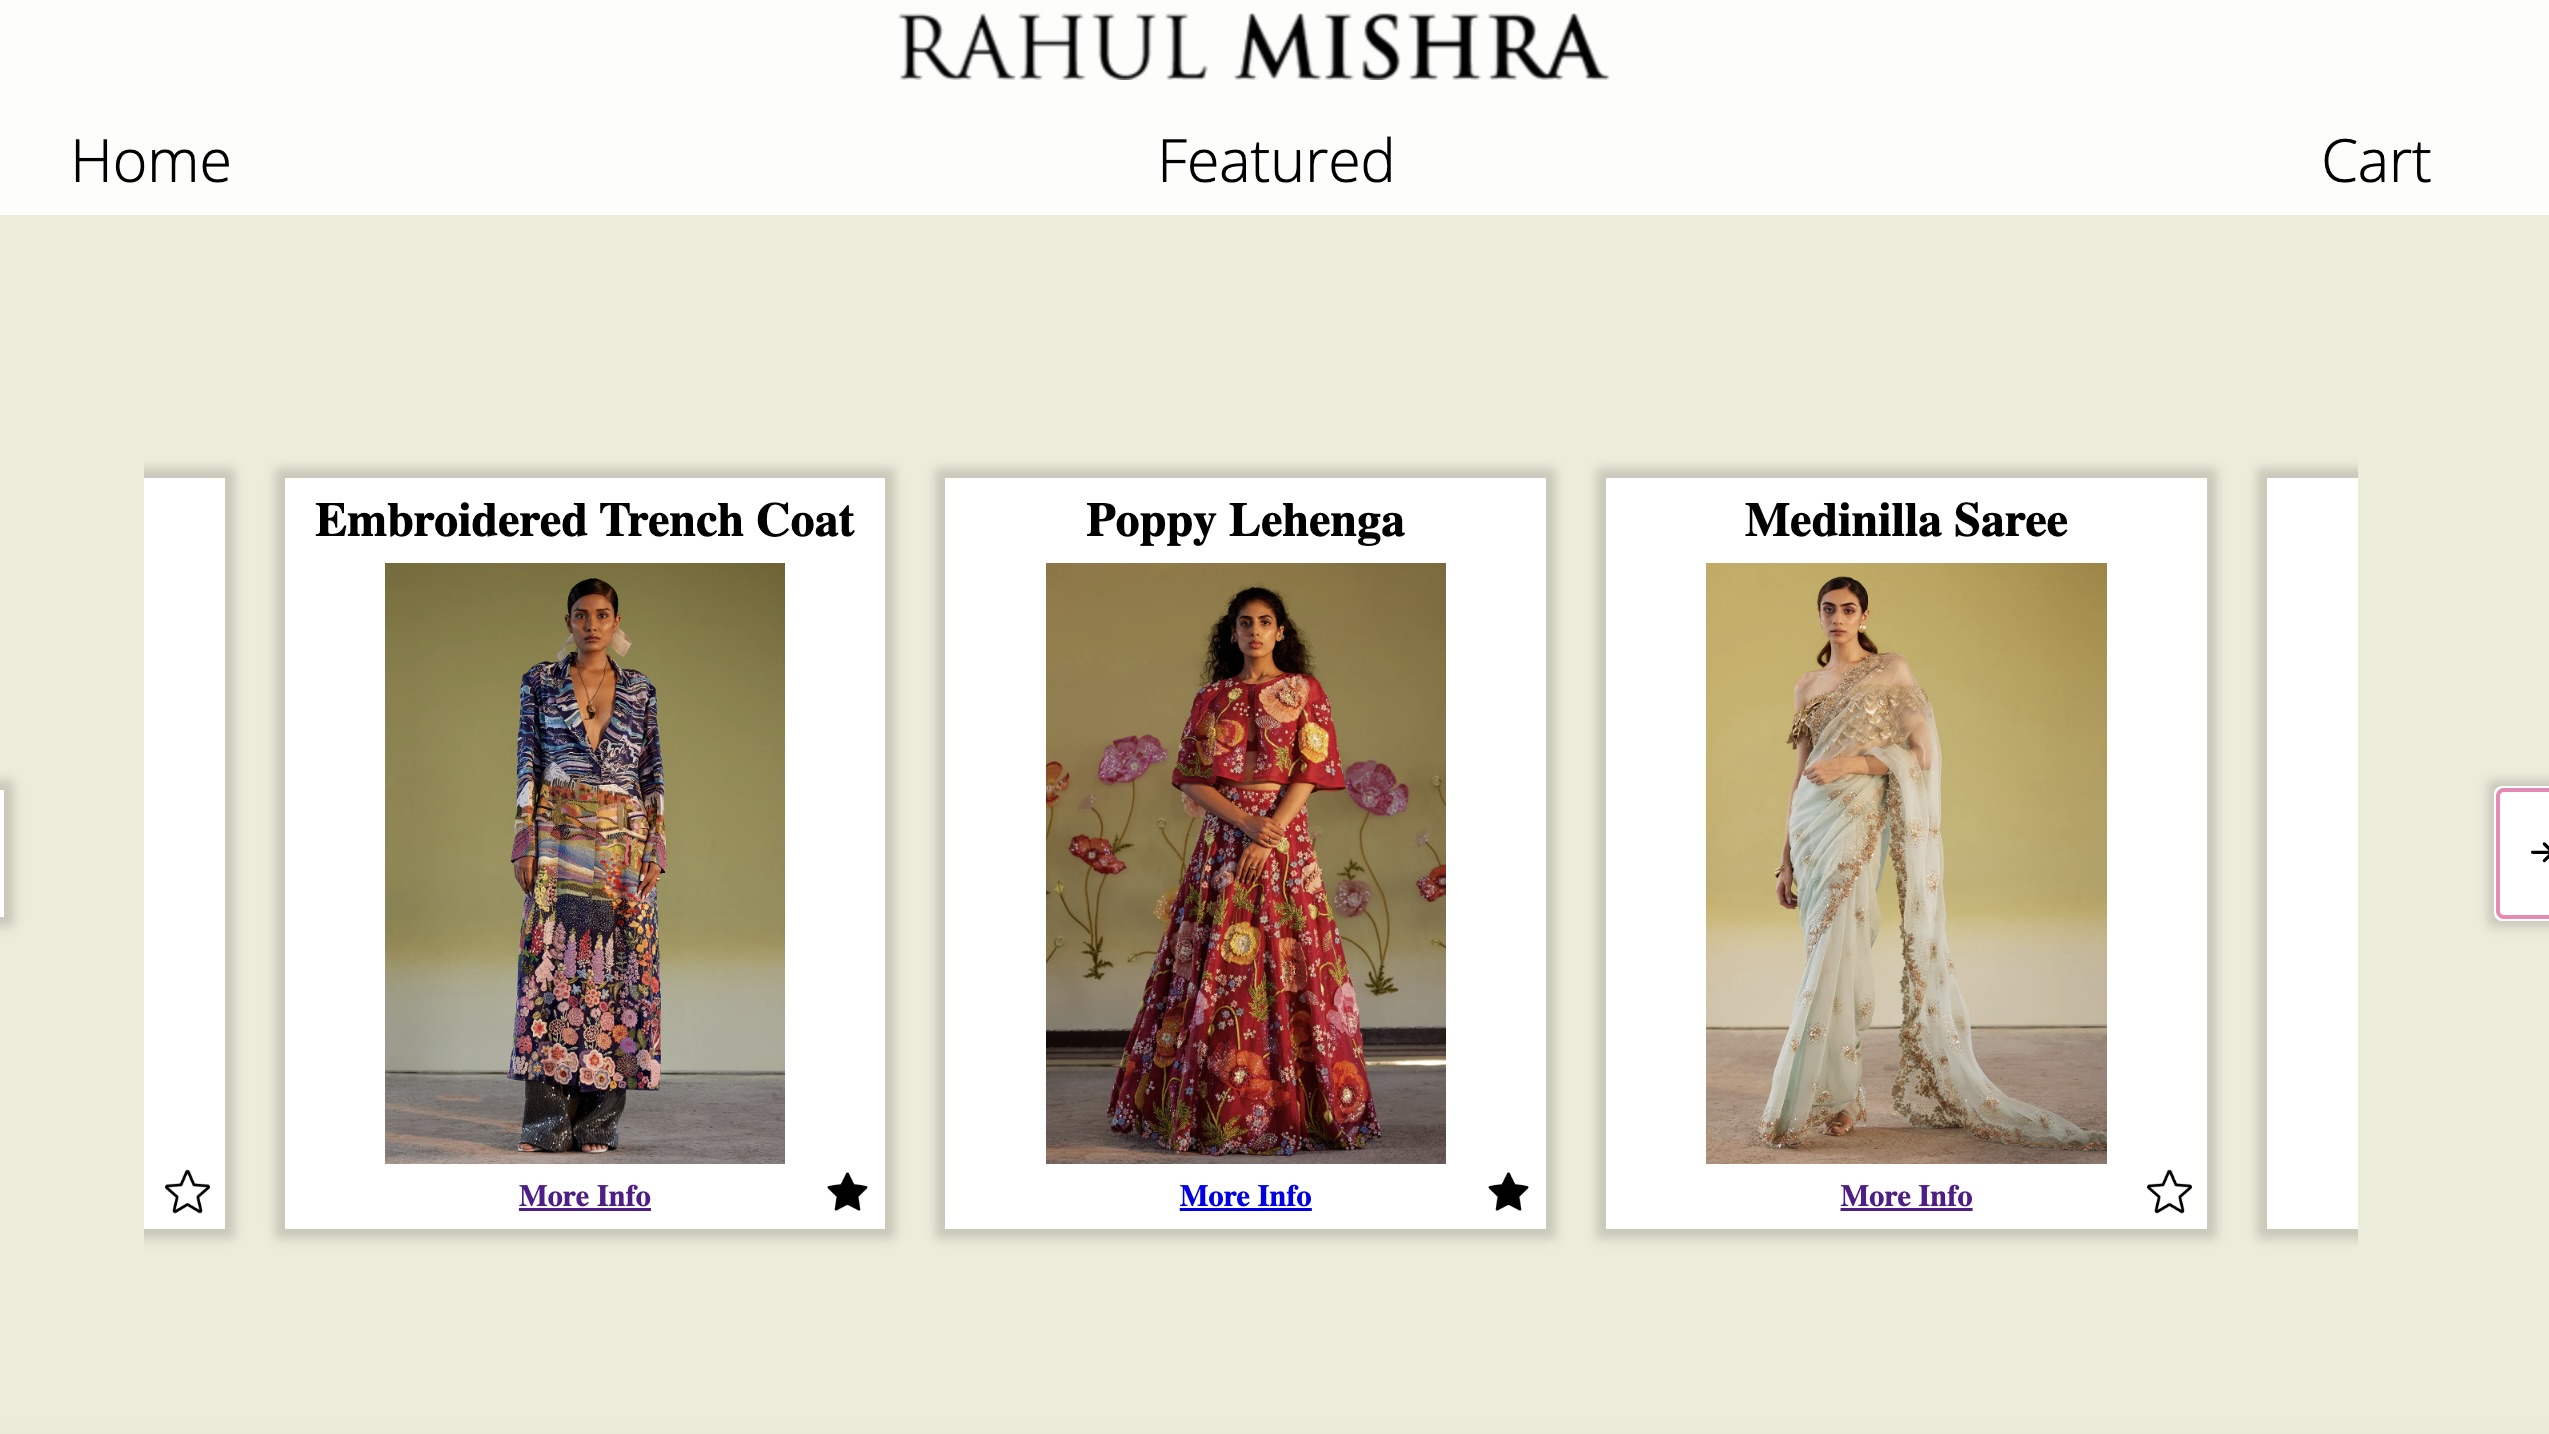 RAHUL MISHRA
Home
Featured
Cart
Embroidered Trench Coat
Poppy Lehenga
Medinilla Saree
More Info
More Info
More Info